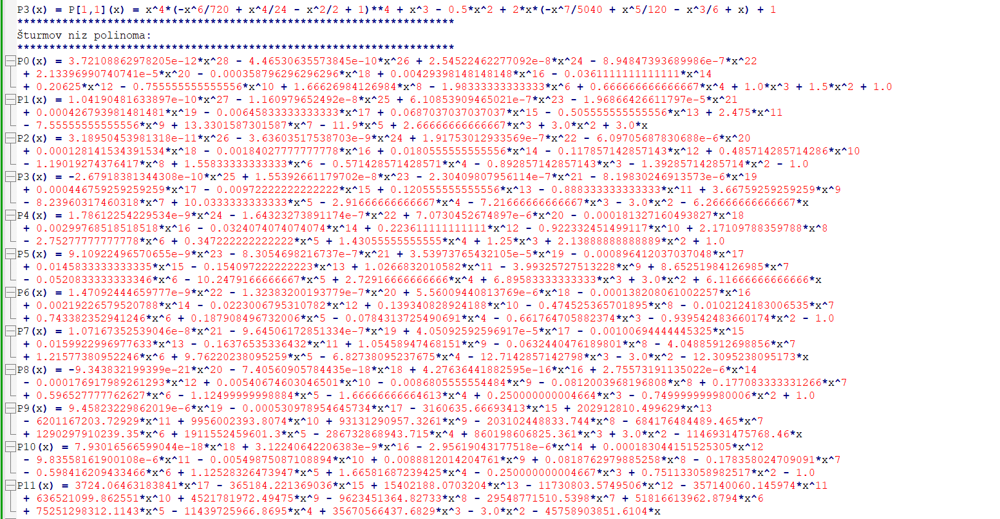 P3(x) = P[1,1](x) = x^4*(-x^6/720 + x^4/24 - x^2/2 + 1)**4 + x^3 - 0.5*x^2 + 2*x*(-x^7/5040 + x^5/120 - x^3/6 + x) + 1
********************************************************************
Šturmov niz polinoma:
********************************************************************
P0(x) = 3.72108862978205e-12*x^28 - 4.46530635573845e-10*x^26 + 2.54522462277092e-8*x^24 - 8.94847393689986e-7*x^22
+ 2.13396990740741e-5*x^20 - 0.000358796296296296*x^18 + 0.00429398148148148*x^16 - 0.0361111111111111*x^14
+ 0.20625*x^12 - 0.755555555555556*x^10 + 1.66626984126984*x^8 - 1.98333333333333*x^6 + 0.666666666666667*x^4 + 1.0*x^3 + 1.5*x^2 + 1.0
P1(x) = 1.04190481633897e-10*x^27 - 1.160979652492e-8*x^25 + 6.10853909465021e-7*x^23 - 1.96866426611797e-5*x^21
+ 0.000426793981481481*x^19 - 0.00645833333333333*x^17 + 0.0687037037037037*x^15 - 0.505555555555556*x^13 + 2.475*x^11
- 7.55555555555556*x^9 + 13.3301587301587*x^7 - 11.9*x^5 + 2.66666666666667*x^3 + 3.0*x^2 + 3.0*x
P2(x) = 3.18950453981318e-11*x^26 - 3.63603517538703e-9*x^24 + 1.91753012933569e-7*x^22 - 6.09705687830688e-6*x^20
+ 0.000128141534391534*x^18 - 0.00184027777777778*x^16 + 0.0180555555555556*x^14 - 0.117857142857143*x^12 + 0.485714285714286*x^10
- 1.19019274376417*x^8 + 1.55833333333333*x^6 - 0.571428571428571*x^4 - 0.892857142857143*x^3 - 1.39285714285714*x^2 - 1.0
P3(x) = -2.67918381344308e-10*x^25 + 1.55392661179702e-8*x^23 - 2.30409807956114e-7*x^21 - 8.19830246913573e-6*x^19
+ 0.000446759259259259*x^17 - 0.00972222222222222*x^15 + 0.120555555555556*x^13 - 0.888333333333333*x^11 + 3.66759259259259*x^9
- 8.23960317460318*x^7 + 10.0333333333333*x^5 - 2.91666666666667*x^4 - 7.21666666666667*x^3 - 3.0*x^2 - 6.26666666666667*x
P4(x) = 1.78612254229534e-9*x^24 - 1.64323273891174e-7*x^22 + 7.0730452674897e-6*x^20 - 0.000181327160493827*x^18
+ 0.00299768518518518*x^16 - 0.0324074074074074*x^14 + 0.223611111111111*x^12 - 0.922332451499117*x^10 + 2.17109788359788*x^8
- 2.75277777777778*x^6 + 0.347222222222222*x^5 + 1.43055555555555*x^4 + 1.25*x^3 + 2.13888888888889*x^2 + 1.0
P5(x) = 9.10922496570655e-9*x^23 - 8.3054698216737e-7*x^21 + 3.53973765432105e-5*x^19 - 0.000896412037037048*x^17
+ 0.0145833333333335*x^15 - 0.154097222222223*x^13 + 1.0266832010582*x^11 - 3.99325727513228*x^9 + 8.65251984126985*x^7
- 0.0520833333333346*x^6 - 10.2479166666667*x^5 + 2.72916666666666*x^4 + 6.89583333333333*x^3 + 3.0*x^2 + 6.11666666666666*x
P6(x) = 1.47092444659777e-9*x^22 - 1.32383200193779e-7*x^20 + 5.56009440813769e-6*x^18 - 0.000138208061002257*x^16
+ 0.00219226579520788*x^14 - 0.0223006795310782*x^12 + 0.139340828924188*x^10 - 0.474525365701895*x^8 - 0.0102124183006535*x^7
+ 0.743382352941246*x^6 + 0.187908496732006*x^5 - 0.0784313725490691*x^4 - 0.661764705882374*x^3 - 0.939542483660174*x^2 - 1.0
P7(x) = 1.07167352539046e-8*x^21 - 9.64506172851334e-7*x^19 + 4.05092592596917e-5*x^17 - 0.00100694444445325*x^15
+ 0.0159922996977633*x^13 - 0.16376535336432*x^11 + 1.05458947468151*x^9 - 0.0632440476189801*x^8 - 4.04885912698856*x^7
+ 1.21577380952246*x^6 + 9.76220238095259*x^5 - 6.82738095237675*x^4 - 12.7142857142798*x^3 - 3.0*x^2 - 12.3095238095173*x
P8(x) = -9.343832199399e-21*x^20 - 7.40560905784435e-18*x^18 + 4.27636441882595e-16*x^16 + 2.75573191135022e-6*x^14
- 0.000176917989261293*x^12 + 0.00540674603046501*x^10 - 0.0086805555554484*x^9 - 0.0812003968196808*x^8 + 0.177083333331266*x^7
+ 0.596527777762627*x^6 - 1.12499999998884*x^5 - 1.66666666664613*x^4 + 0.250000000004664*x^3 - 0.749999999980006*x^2 + 1.0
P9(x) = 9.45823229862019e-6*x^19 - 0.000530978954645734*x^17 - 3160635.66693413*x^15 + 202912810.499629*x^13
- 6201167203.72929*x^11 + 9956002393.8074*x^10 + 93131290957.3261*x^9 - 203102448833.744*x^8 - 684176484489.465*x^7
+ 1290297910239.35*x^6 + 1911552459601.3*x^5 - 286732868943.715*x^4 + 860198606825.361*x^3 + 3.0*x^2 - 1146931475768.46*x
P10(x) = 7.93016566599044e-18*x^18 + 3.12240642206383e-9*x^16 - 2.95619043177518e-6*x^14 + 0.000183044151525305*x^12
- 9.83558161900108e-6*x^11 - 0.00549875087108894*x^10 + 0.0088812014204761*x^9 + 0.0818762979885258*x^8 - 0.178358024709091*x^7
- 0.598416209433466*x^6 + 1.12528326473947*x^5 + 1.66581687239425*x^4 - 0.250000000004667*x^3 + 0.751133058982517*x^2 - 1.0
P11(x) = 3724.06463183841*x^17 - 365184.221369036*x^15 + 15402188.0703204*x^13 - 11730803.5749506*x^12 - 357140060.145974*x^11
+ 636521099.862551*x^10 + 4521781972.49475*x^9 - 9623451364.82733*x^8 - 29548771510.5398*x^7 + 51816613962.8794*x^6
+ 75251298312.1143*x^5 - 11439725966.8695*x^4 + 35670566437.6829*x^3 - 3.0*x^2 - 45758903851.6104*x